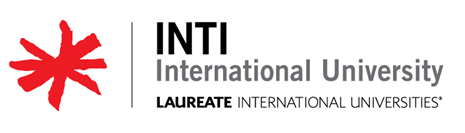 INTI
International University
LAUREATE INTERNATIONAL UNIVERSITIES®